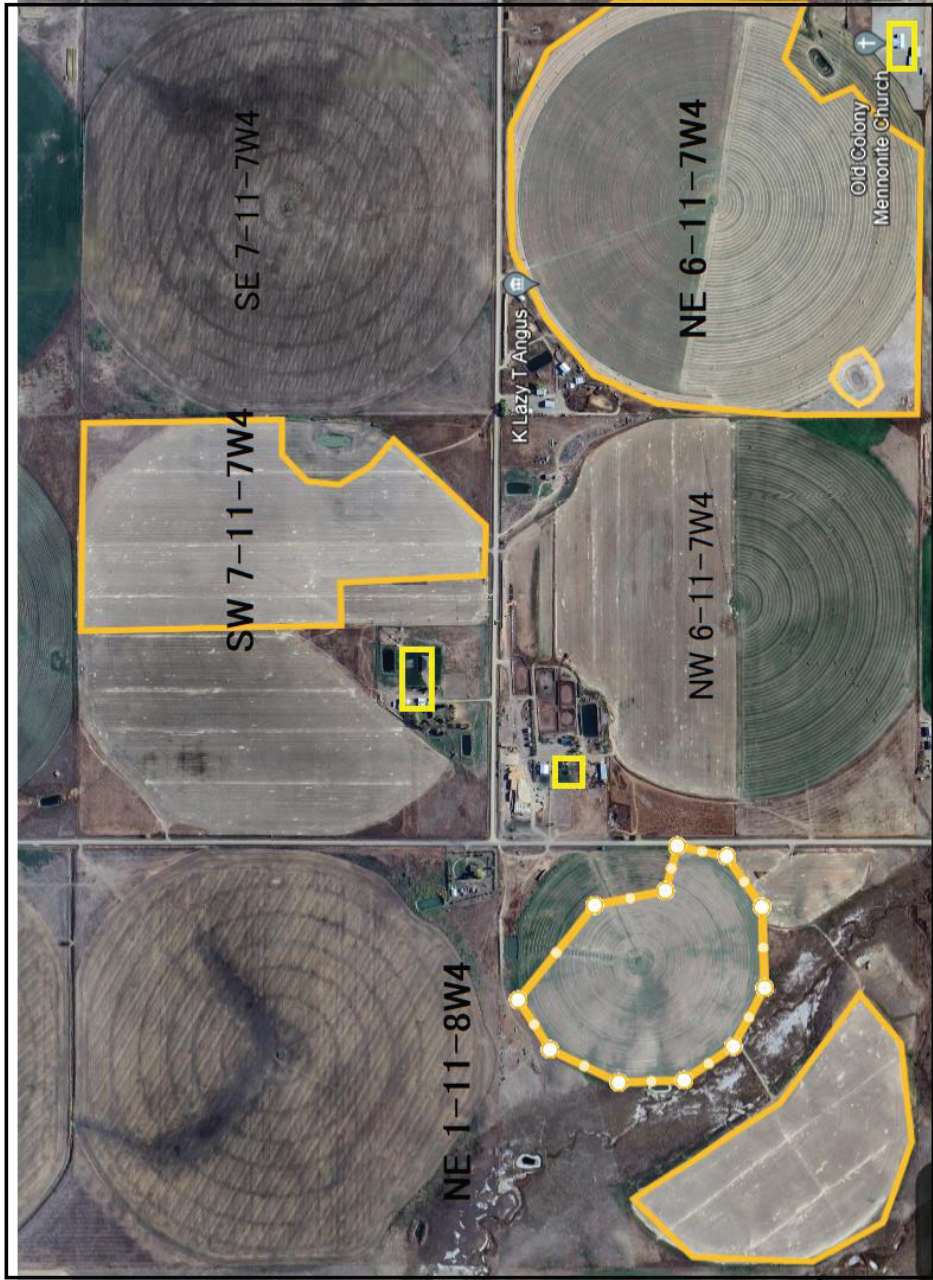 SE 7-11-7W4
SW 7-11-7W4
NE 1-11-8W4
K Lazy T Angus
NE 6-11-7W4
Old Colony
Mennonite Church
NW 6-11-7W4